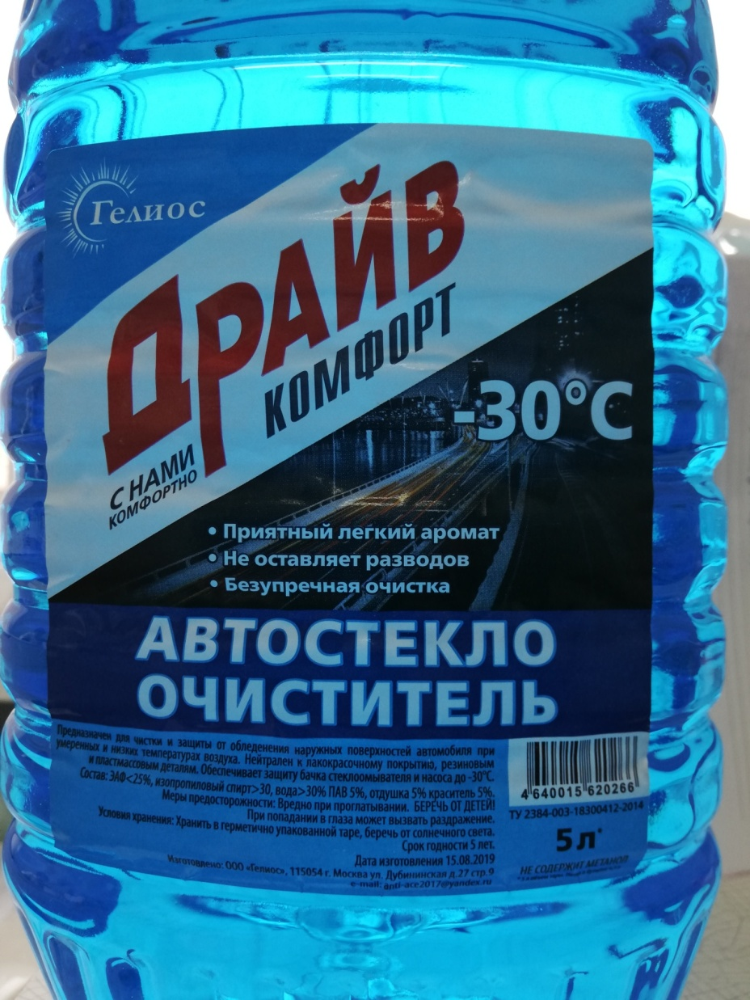 Гелиос
ДРАЙВ
КОМФОРТ
С НАМИ
КОМФОРТНО
-30°C
• Приятный легкий аромат
• Не оставляет разводов
• Безупречная очистка
АВТОСТЕКЛО
ОЧИСТИТЕЛЬ
Предназначен для чистки и защиты от обледенения наружных поверхностей автомобиля при
умеренных и низких температурах воздуха. Нейтрален к лакокрасочному покрытию, резиновым
и пластмассовым деталям. Обеспечивает защиту бачка стеклоомывателя и насоса до -30°С.
Состав: ЭАФ<25%, изопропиловый спирт>30, вода>30% ПАВ 5%, отдушка 5% краситель 5%.
Меры предосторожности: Вредно при проглатывании. БЕРЕЧЬ ОТ ДЕТЕЙ!
При попадании в глаза может вызвать раздражение.
Условия хранения: Хранить в герметично упакованной таре, беречь от солнечного света.
Срок годности 5 лет.
Дата изготовления 15.08.2019
Изготовлено: ООО «Гелиос», 115054 г. Москва ул. Дубининская д.27 стр.9
e-mail: anti-ace2017@yandex.ru
4 640015 620266
ТУ 2384-003-18300412-2014
5 л*
НЕ СОДЕРЖИТ МЕТАНОЛ